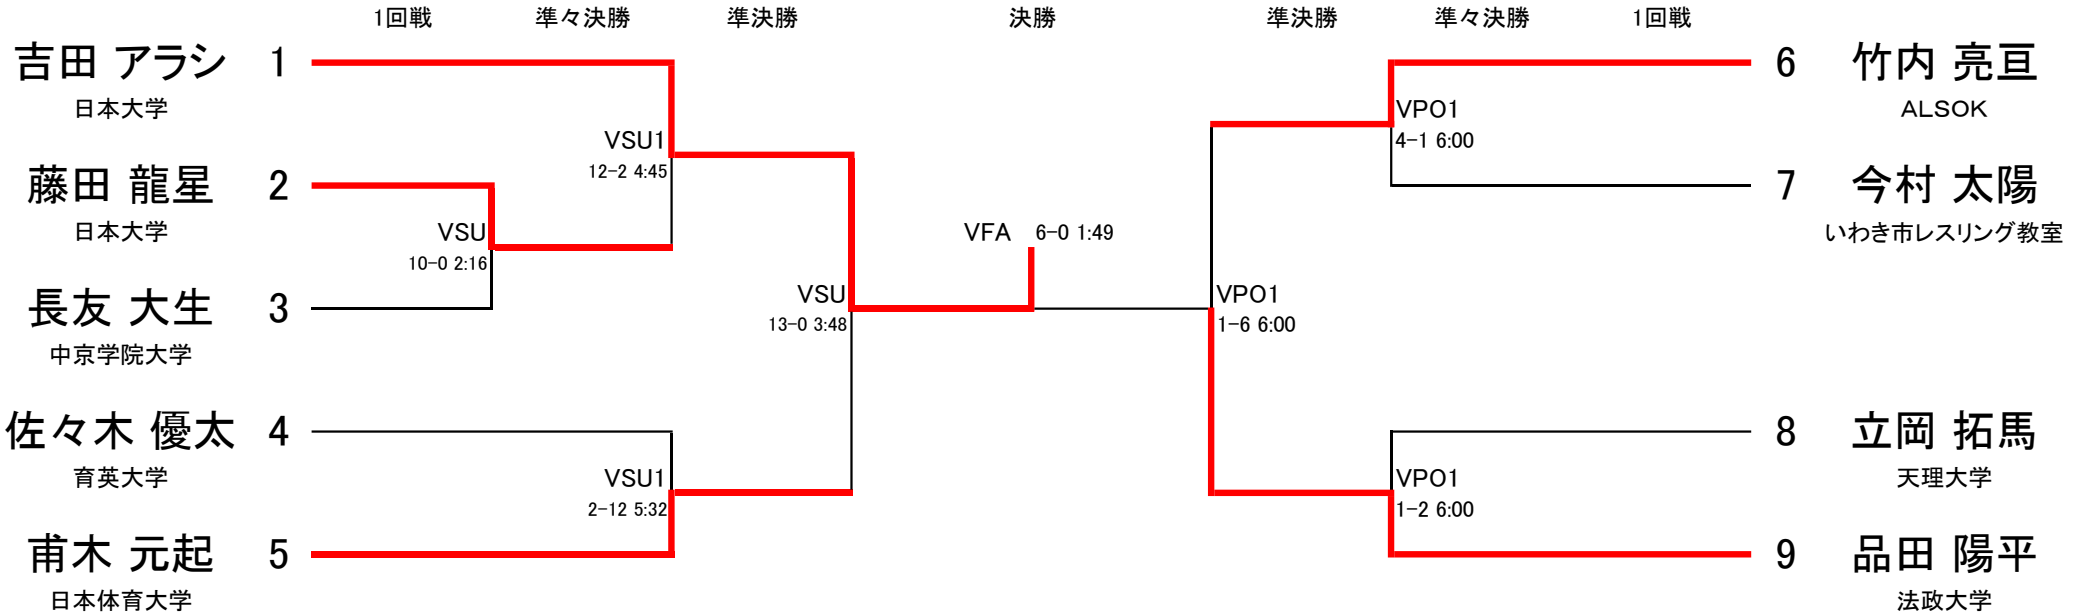 1回戦 準々決勝 準決勝 決勝 準決勝 準々決勝 1回戦
吉田 アラシ 1
日本大学
藤田 龍星 2
日本大学
長友 大生 3
中京学院大学
佐々木 優太 4
育英大学
甫木 元起 5
日本体育大学
VSU
10-0 2:16
VSU1
12-2 4:45
VSU1
2-12 5:32
VSU
13-0 3:48
VFA 6-0 1:49
VPO1
1-6 6:00
VPO1
4-1 6:00
VPO1
1-2 6:00
6 竹内 亮亘
ALSOK
7 今村 太陽
いわき市レスリング教室
8 立岡 拓馬
天理大学
9 品田 陽平
法政大学